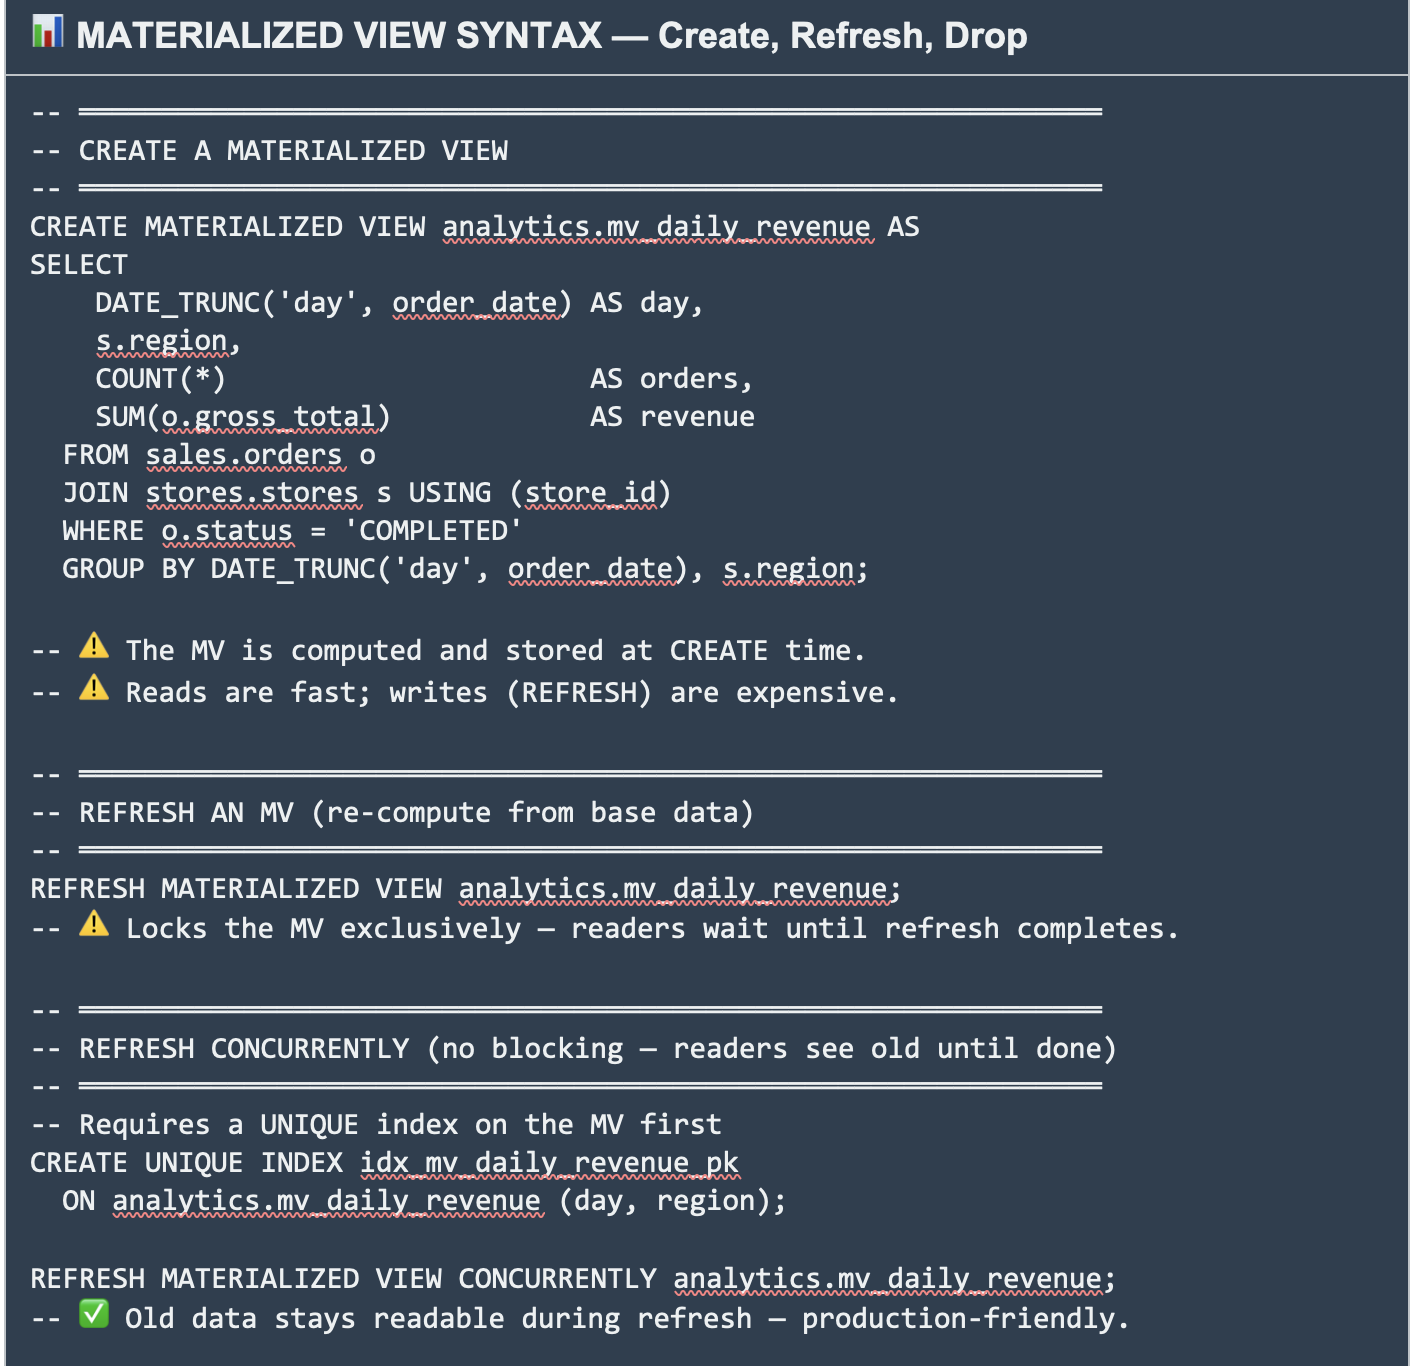 📊 MATERIALIZED VIEW SYNTAX — Create, Refresh, Drop
-- ══════════════════════════════════════════════════════════════
-- CREATE A MATERIALIZED VIEW
-- ══════════════════════════════════════════════════════════════
CREATE MATERIALIZED VIEW analytics.mv_daily_revenue AS
SELECT
    DATE_TRUNC('day', order_date) AS day,
    s.region,
    COUNT(*)                      AS orders,
    SUM(o.gross_total)            AS revenue
  FROM sales.orders o
  JOIN stores.stores s USING (store_id)
  WHERE o.status = 'COMPLETED'
  GROUP BY DATE_TRUNC('day', order_date), s.region;

-- ⚠️ The MV is computed and stored at CREATE time.
-- ⚠️ Reads are fast; writes (REFRESH) are expensive.

-- ══════════════════════════════════════════════════════════════
-- REFRESH AN MV (re-compute from base data)
-- ══════════════════════════════════════════════════════════════
REFRESH MATERIALIZED VIEW analytics.mv_daily_revenue;
-- ⚠️ Locks the MV exclusively — readers wait until refresh completes.

-- ══════════════════════════════════════════════════════════════
-- REFRESH CONCURRENTLY (no blocking — readers see old until done)
-- ══════════════════════════════════════════════════════════════
-- Requires a UNIQUE index on the MV first
CREATE UNIQUE INDEX idx_mv_daily_revenue_pk
  ON analytics.mv_daily_revenue (day, region);

REFRESH MATERIALIZED VIEW CONCURRENTLY analytics.mv_daily_revenue;
-- ✅ Old data stays readable during refresh — production-friendly.